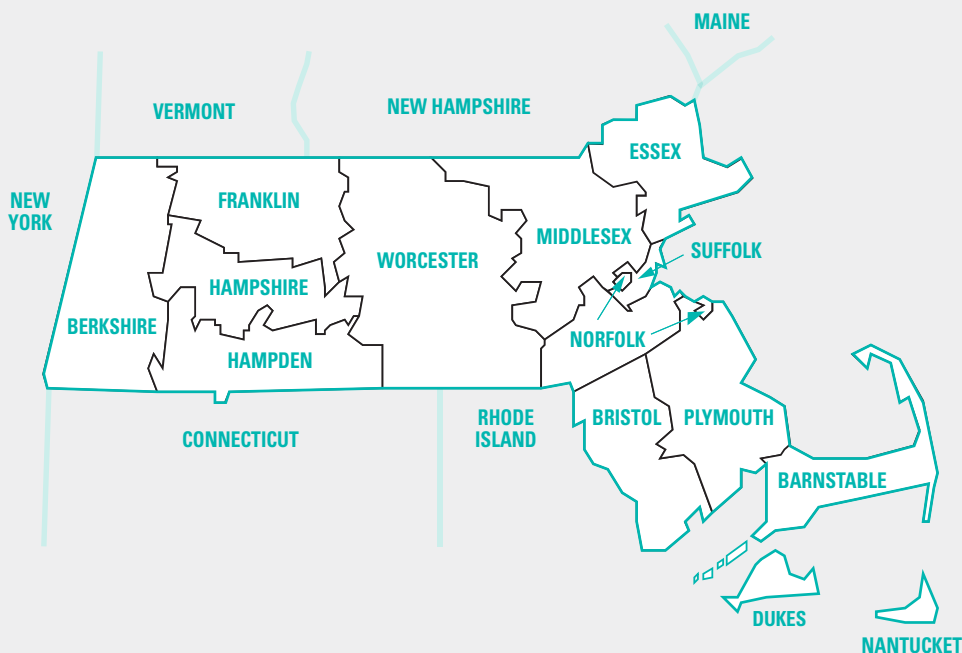 MAINE
VERMONT
NEW HAMPSHIRE
ESSEX
NEW
YORK
FRANKLIN
MIDDLESEX
SUFFOLK
WORCESTER
HAMPSHIRE
BERKSHIRE
NORFOLK
HAMPDEN
CONNECTICUT
RHODE
ISLAND
BRISTOL
PLYMOUTH
BARNSTABLE
DUKES
NANTUCKET